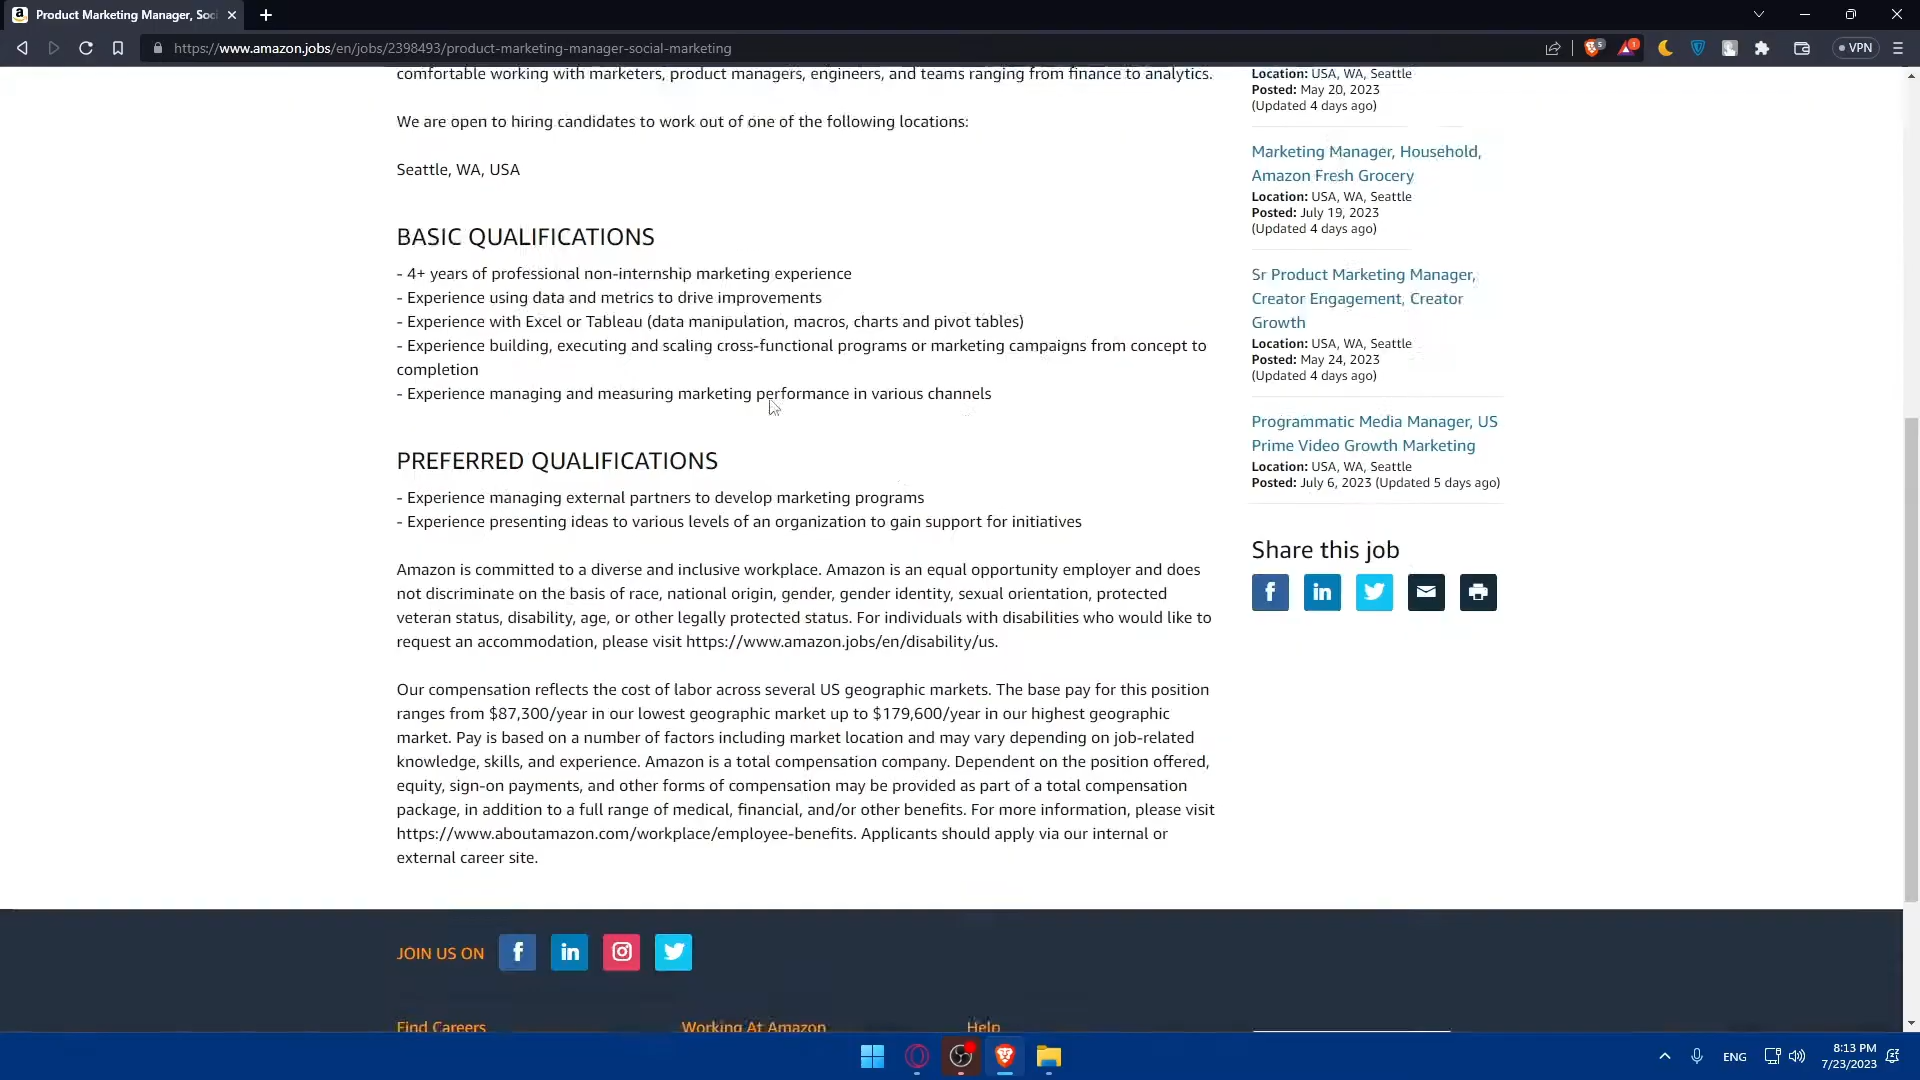 Product Marketing Manager, Soci
https://www.amazon.jobs/en/jobs/2398493/product-marketing-manager-social-marketing
5
1
VPN
comfortable working with marketers, product managers, engineers, and teams ranging from finance to analytics.
We are open to hiring candidates to work out of one of the following locations:
Seattle, WA, USA
BASIC QUALIFICATIONS
- 4+ years of professional non-internship marketing experience
- Experience using data and metrics to drive improvements
- Experience with Excel or Tableau (data manipulation, macros, charts and pivot tables)
- Experience building, executing and scaling cross-functional programs or marketing campaigns from concept to
completion
- Experience managing and measuring marketing performance in various channels
PREFERRED QUALIFICATIONS
- Experience managing external partners to develop marketing programs
- Experience presenting ideas to various levels of an organization to gain support for initiatives
Amazon is committed to a diverse and inclusive workplace. Amazon is an equal opportunity employer and does
not discriminate on the basis of race, national origin, gender, gender identity, sexual orientation, protected
veteran status, disability, age, or other legally protected status. For individuals with disabilities who would like to
request an accommodation, please visit https://www.amazon.jobs/en/disability/us.
Our compensation reflects the cost of labor across several US geographic markets. The base pay for this position
ranges from $87,300/year in our lowest geographic market up to $179,600/year in our highest geographic
market. Pay is based on a number of factors including market location and may vary depending on job-related
knowledge, skills, and experience. Amazon is a total compensation company. Dependent on the position offered,
equity, sign-on payments, and other forms of compensation may be provided as part of a total compensation
package, in addition to a full range of medical, financial, and/or other benefits. For more information, please visit
https://www.aboutamazon.com/workplace/employee-benefits. Applicants should apply via our internal or
external career site.
Location: USA, WA, Seattle
Posted: May 20, 2023
(Updated 4 days ago)
Marketing Manager, Household,
Amazon Fresh Grocery
Location: USA, WA, Seattle
Posted: July 19, 2023
(Updated 4 days ago)
Sr Product Marketing Manager,
Creator Engagement, Creator
Growth
Location: USA, WA, Seattle
Posted: May 24, 2023
(Updated 4 days ago)
Programmatic Media Manager, US
Prime Video Growth Marketing
Location: USA, WA, Seattle
Posted: July 6, 2023 (Updated 5 days ago)
Share this job
JOIN US ON
Find Careers
Working At Amazon
Help
ENG
8:13 PM
7/23/2023